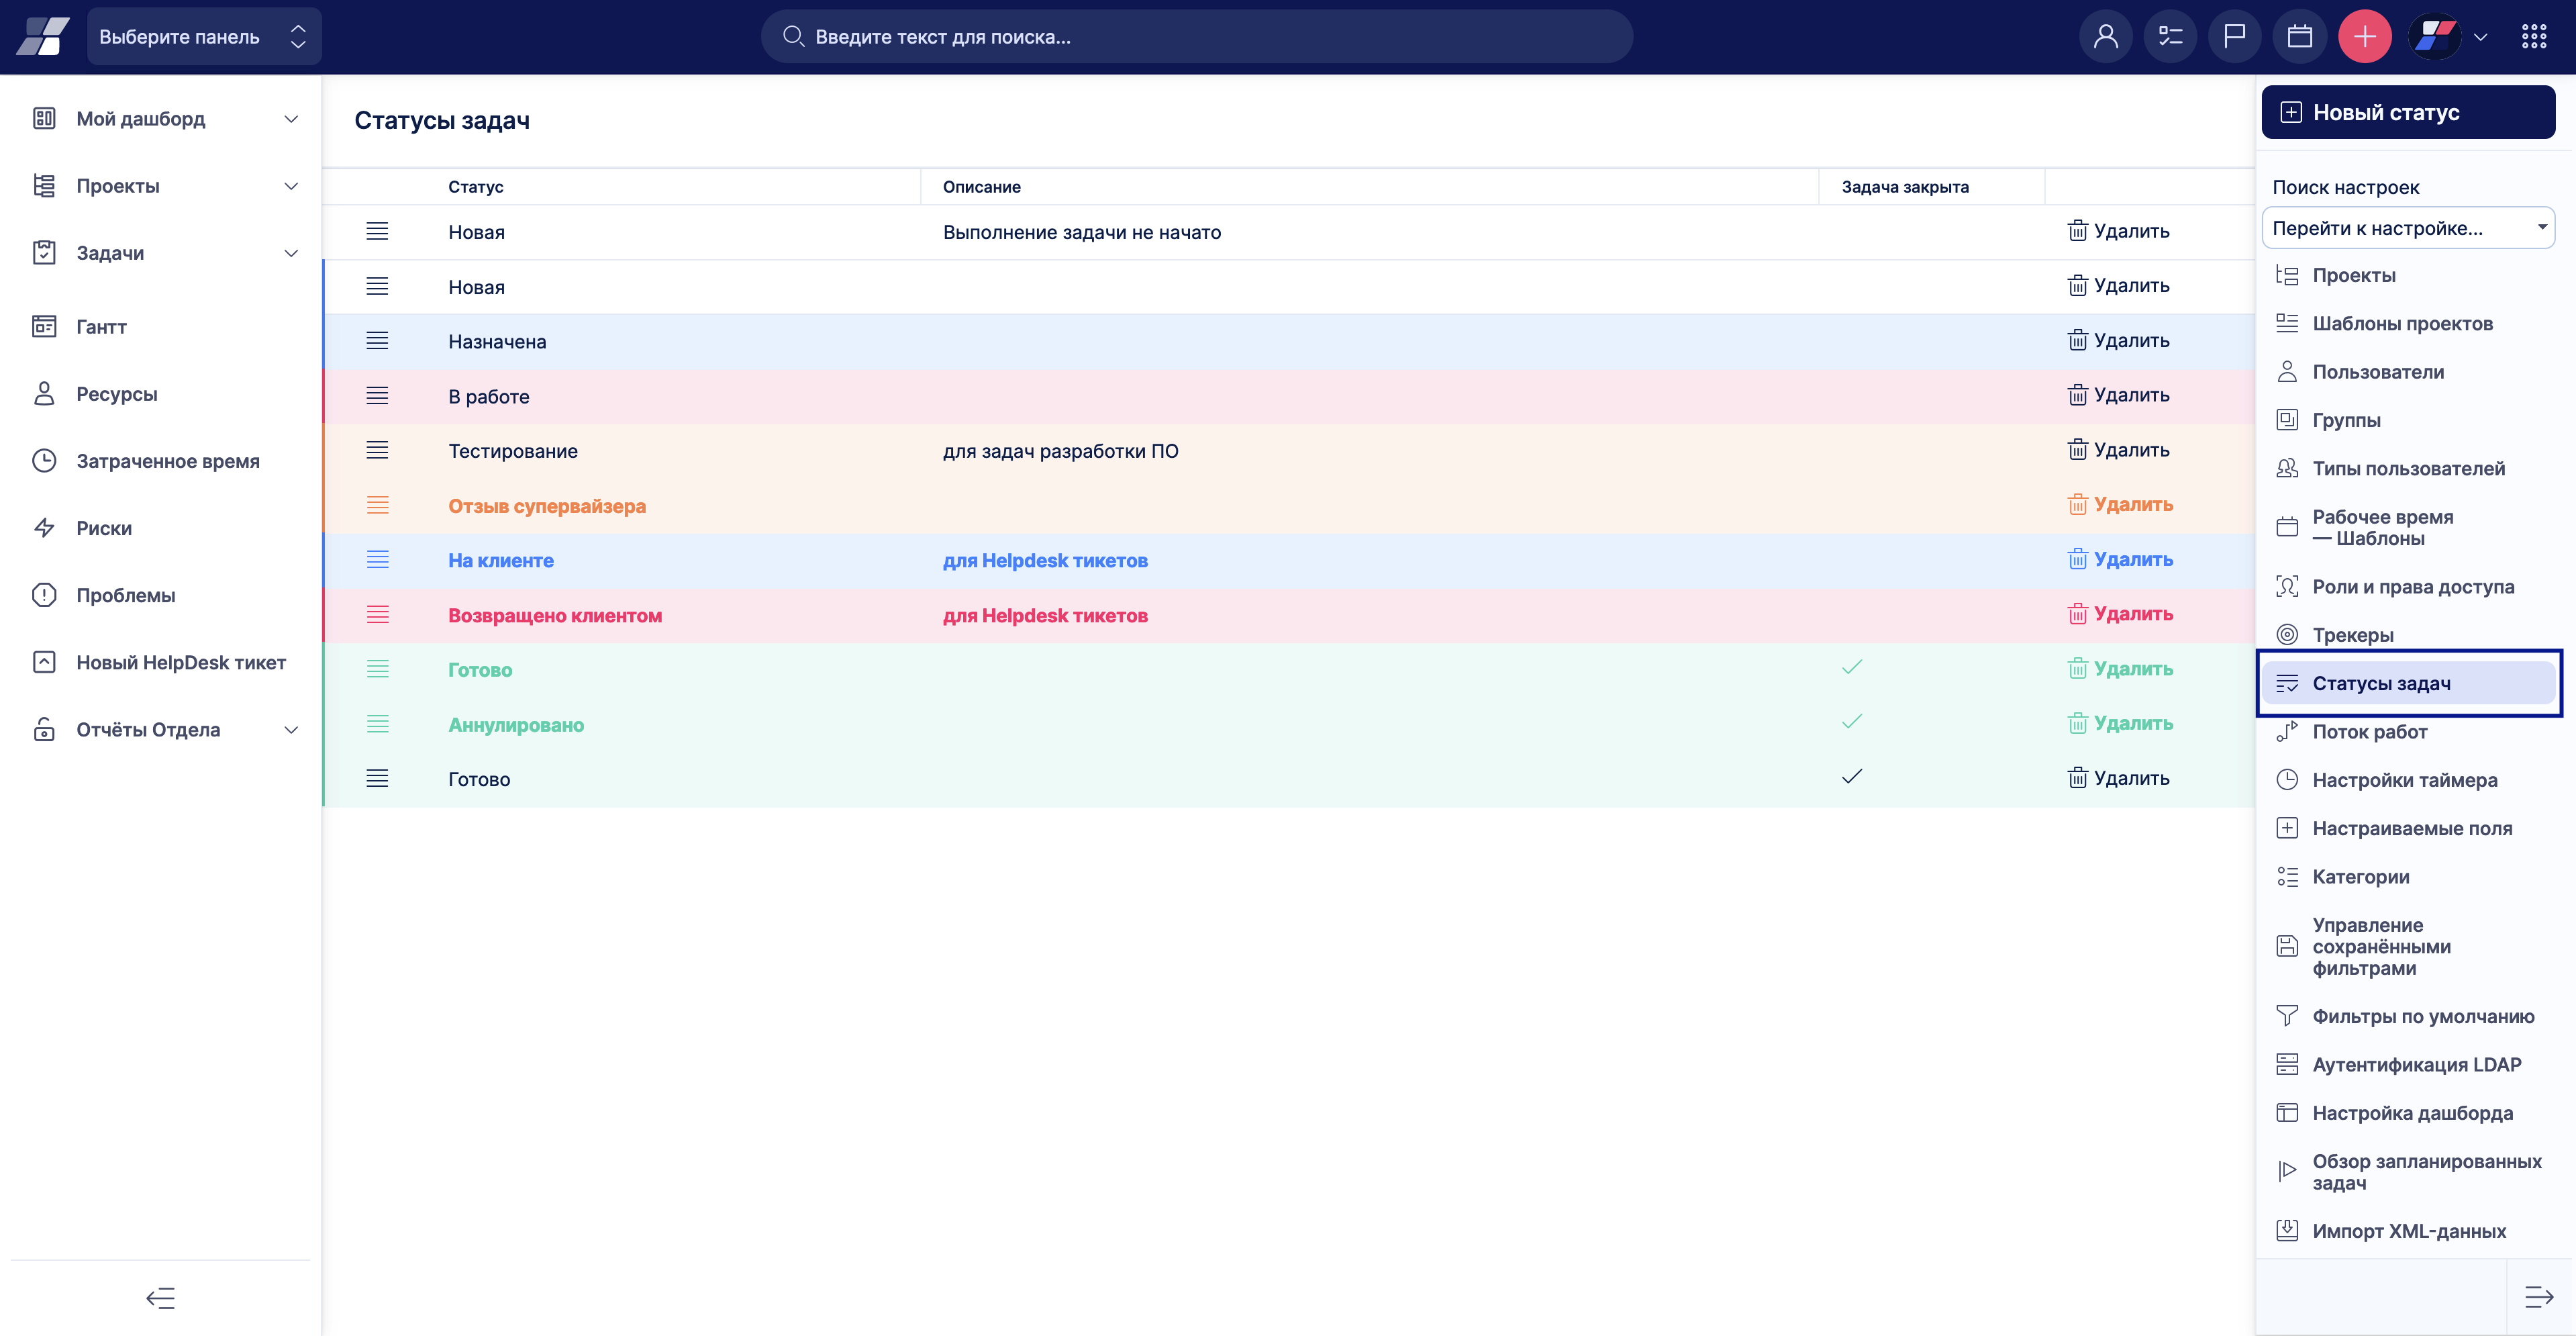 Выберите панель
Введите текст для поиска...
Мой дашборд
Проекты
Задачи
Гантт
Ресурсы
Затраченное время
Риски
Проблемы
Новый HelpDesk тикет
Отчёты Отдела
Статусы задач
Статус Описание Задача закрыта
Новая Выполнение задачи не начато Удалить
Новая Удалить
Назначена Удалить
В работе Удалить
Тестирование для задач разработки ПО Удалить
Отзыв супервайзера Удалить
На клиенте для Helpdesk тикетов Удалить
Возвращено клиентом для Helpdesk тикетов Удалить
Готово Удалить
Аннулировано Удалить
Готово Удалить
Новый статус
Поиск настроек
Перейти к настройке...
Проекты
Шаблоны проектов
Пользователи
Группы
Типы пользователей
Рабочее время
— Шаблоны
Роли и права доступа
Трекеры
Статусы задач
Поток работ
Настройки таймера
Настраиваемые поля
Категории
Управление
сохранёнными
фильтрами
Фильтры по умолчанию
Аутентификация LDAP
Настройка дашборда
Обзор запланированных
задач
Импорт XML-данных